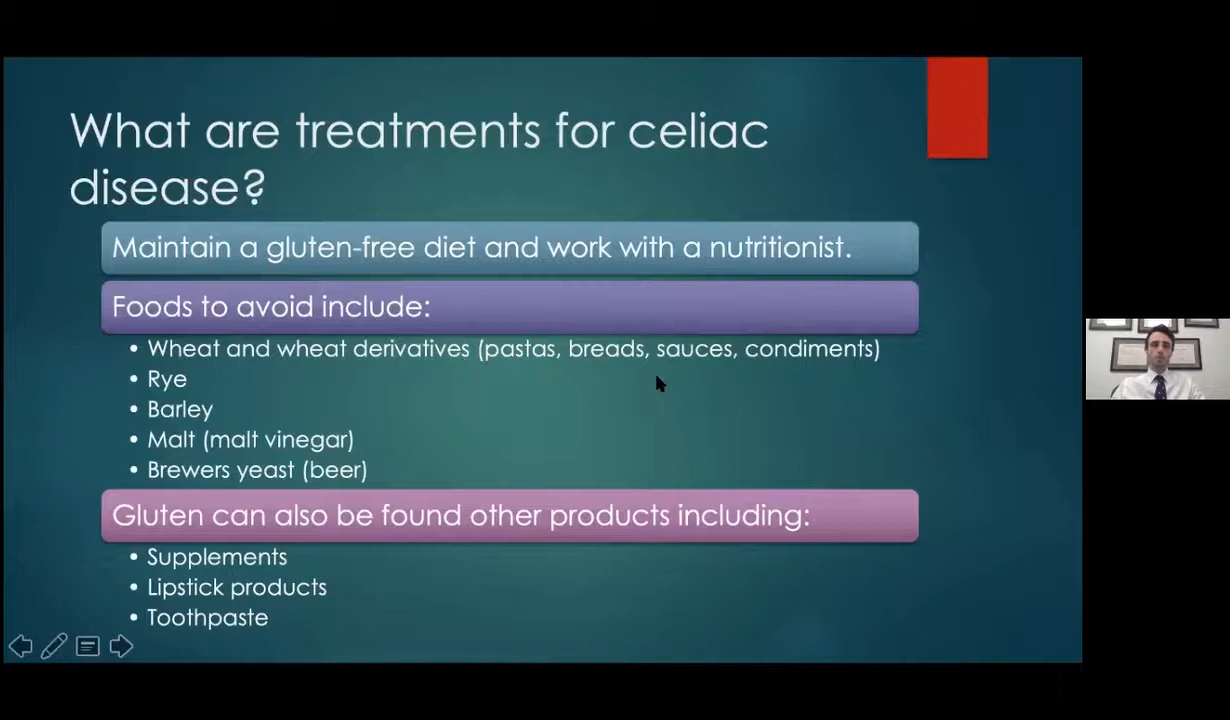 What are treatments for celiac
disease?
Maintain a gluten-free diet and work with a nutritionist.
Foods to avoid include:
• Wheat and wheat derivatives (pastas, breads, sauces, condiments)
• Rye
• Barley
• Malt (malt vinegar)
• Brewers yeast (beer)
Gluten can also be found other products including:
• Supplements
• Lipstick products
• Toothpaste